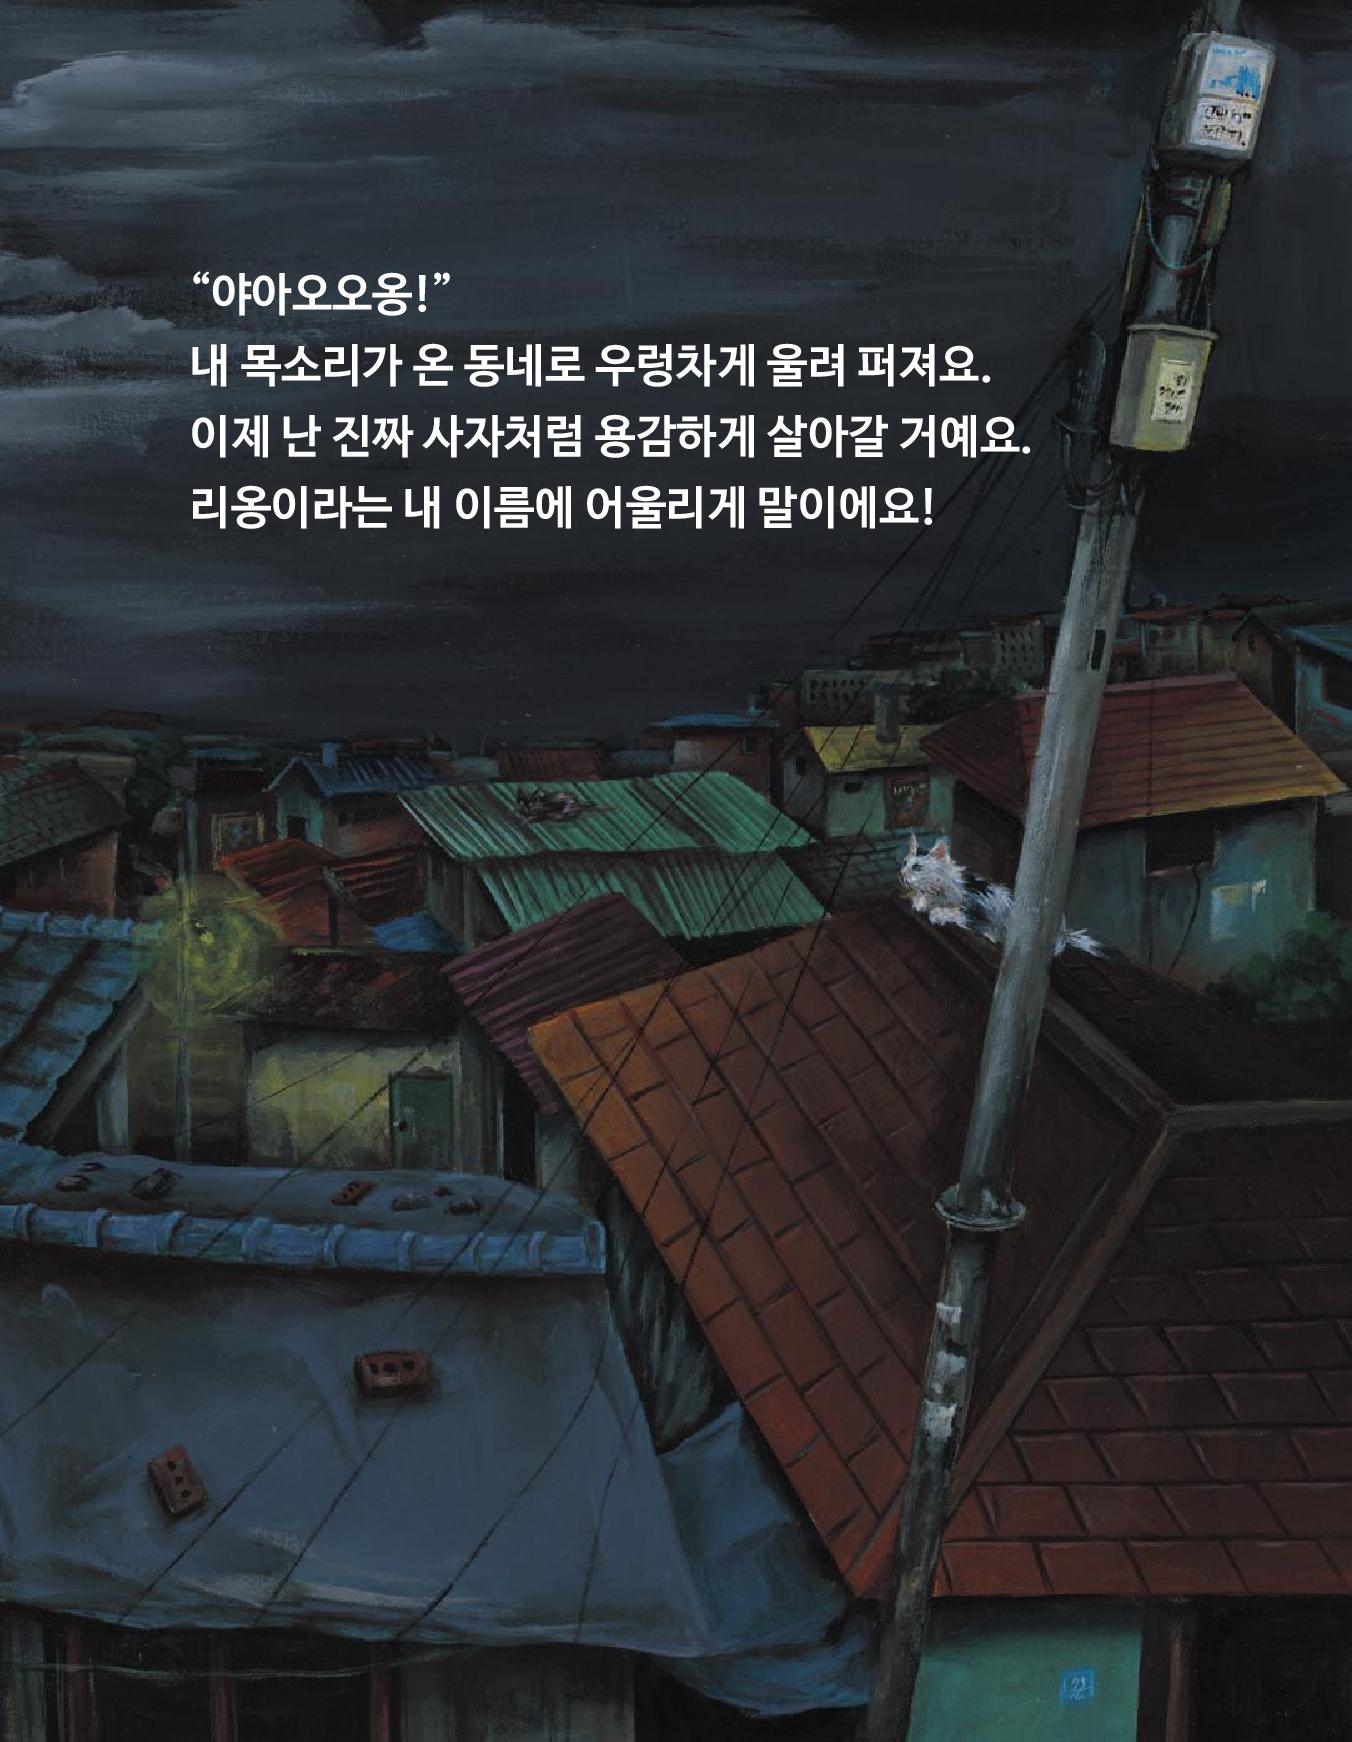 “야아오오옹!”
내 목소리가 온 동네로 우렁차게 울려 퍼져요.
이제 난 진짜 사자처럼 용감하게 살아갈 거예요.
리옹이라는 내 이름에 어울리게 말이에요!